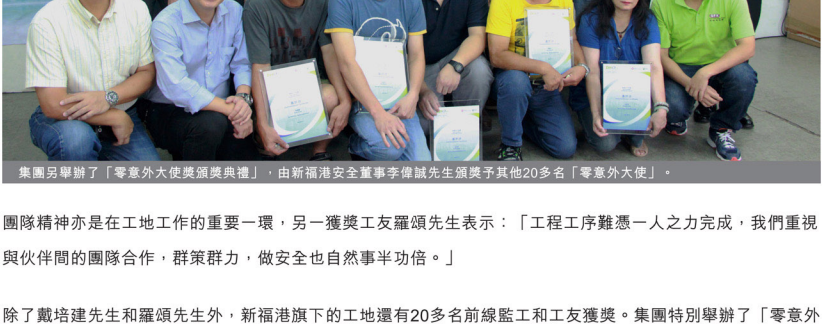 集團另舉辦了「零意外大使獎頒獎典禮」，由新福港安全董事李偉誠先生頒獎予其他20多名「零意外大使」。
團隊精神亦是在工地工作的重要一環，另一獲獎工友羅頌先生表示：「工程工序難憑一人之力完成，我們重視
與伙伴間的團隊合作，群策群力，做安全也自然事半功倍。」
除了戴培建先生和羅頌先生外，新福港旗下的工地還有20多名前線監工和工友獲獎。集團特別舉辦了「零意外